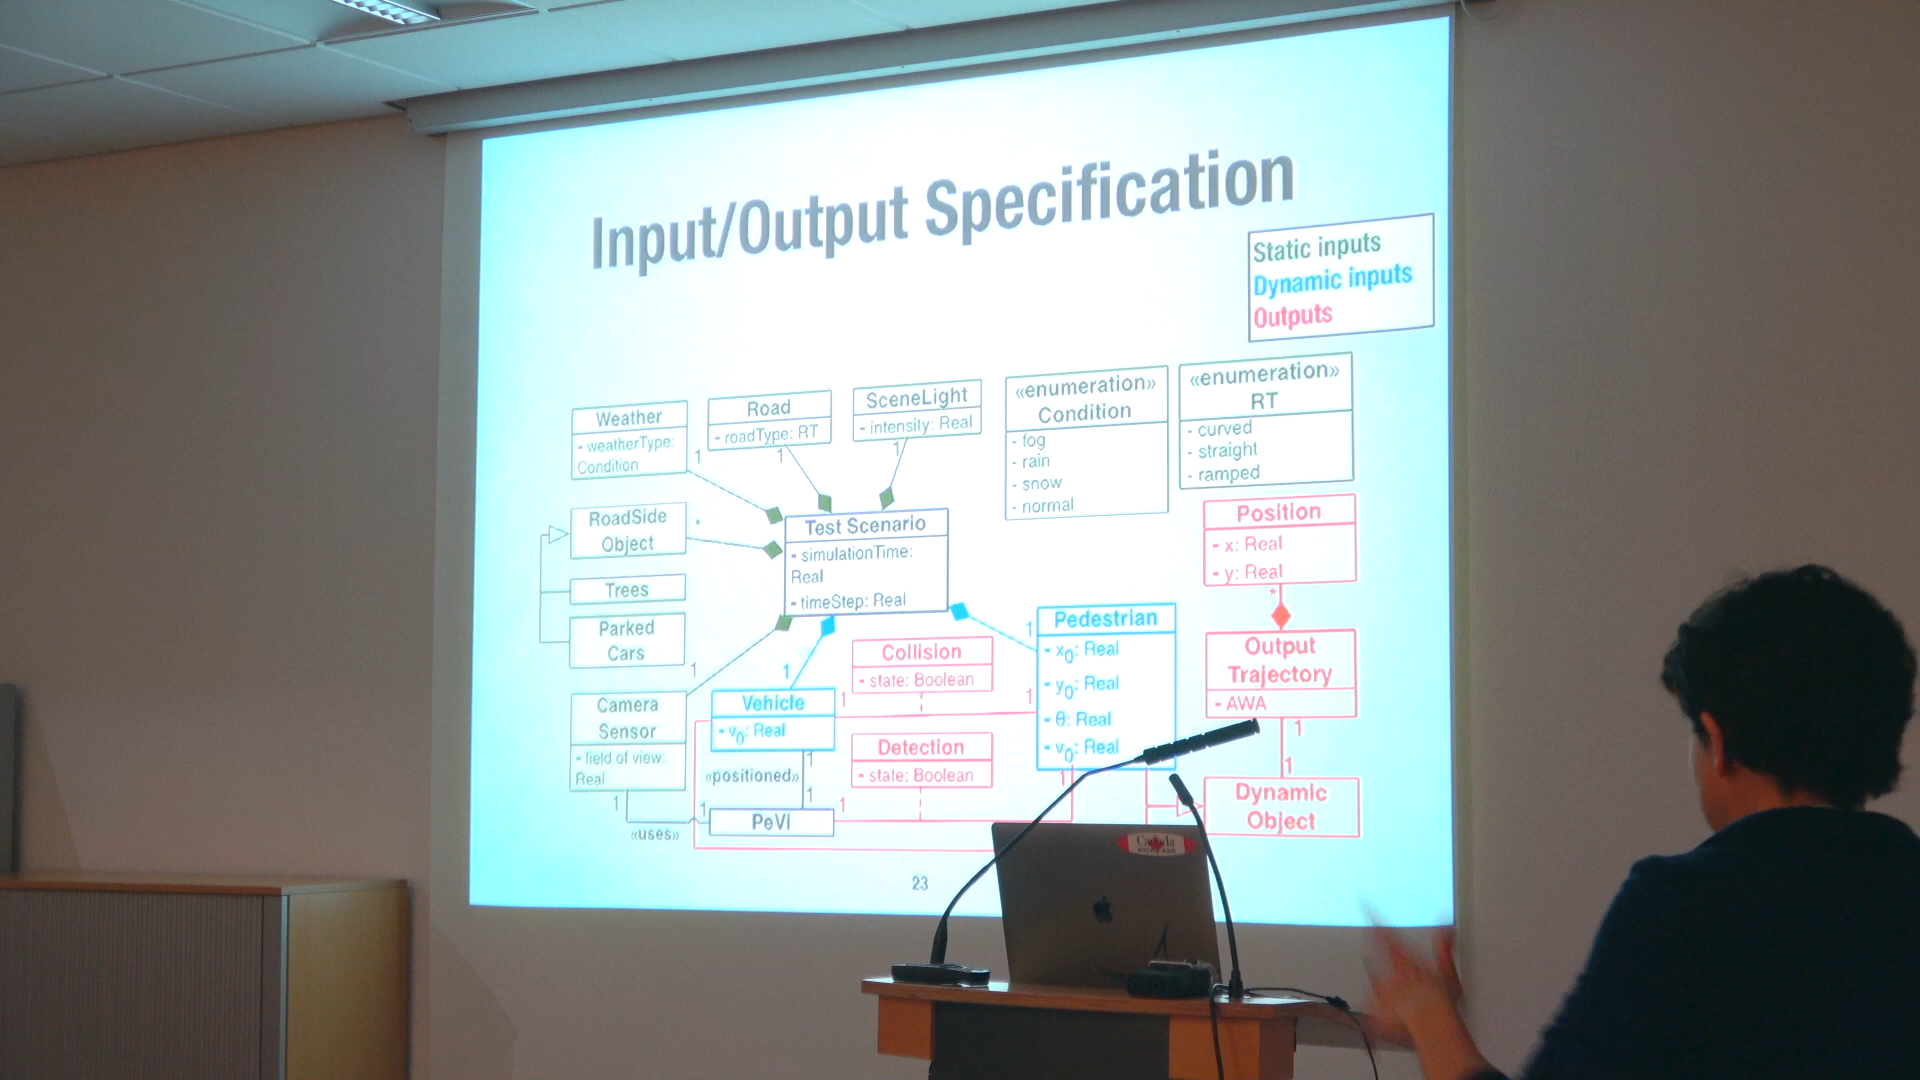 Input/Output Specification
Static inputs
Dynamic inputs
Outputs
Weather
- weatherType:
Condition
1
Road
- roadType: RT
1
SceneLight
- intensity: Real
1
«enumeration»
Condition
- fog
- rain
- snow
- normal
«enumeration»
RT
- curved
- straight
- ramped
RoadSide
Object
*
Trees
Parked
Cars
Test Scenario
- simulationTime:
Real
- timeStep: Real
Position
- x: Real
- y: Real
*
Output
Trajectory
- AWA
1
1
Dynamic
Object
Pedestrian
- x0: Real
- y0: Real
- θ: Real
- v0: Real
1
1
1
Collision
- state: Boolean
Detection
- state: Boolean
Vehicle
- v0: Real
1
1
1
«positioned»
1
PeVi
1
1
Camera
Sensor
- field of view:
Real
1
1
«uses»
23
Canada